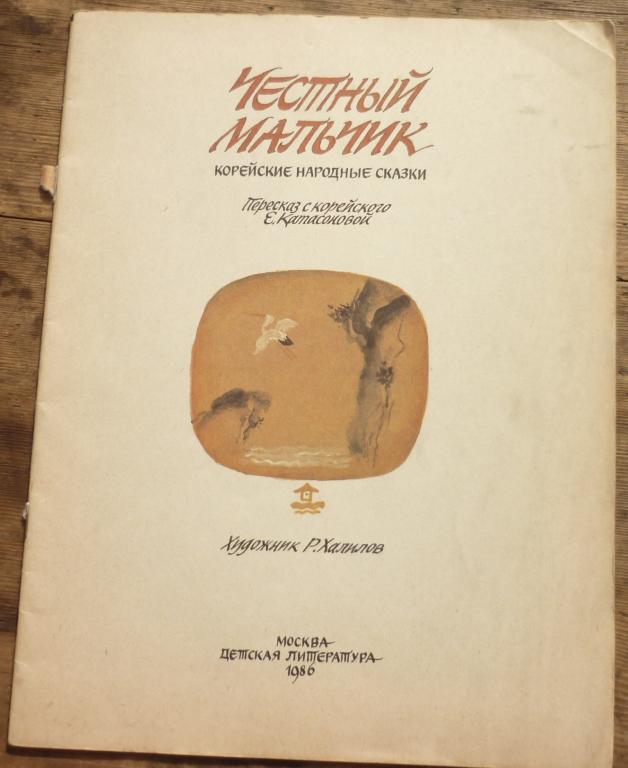 ЧЕСТНЫЙ
МАЛЬЧИК
КОРЕЙСКИЕ НАРОДНЫЕ СКАЗКИ
Пересказ с корейского
Е. Катасоновой
Художник Р. Халилов
МОСКВА
ДЕТСКАЯ ЛИТЕРАТУРА
1986